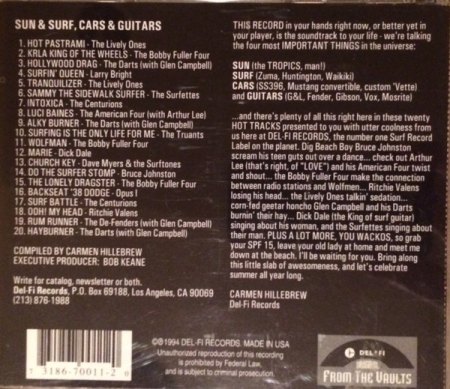 SUN & SURF, CARS & GUITARS
1. HOT PASTRAMI - The Lively Ones
2. KRLA KING OF THE WHEELS - The Bobby Fuller Four
3. HOLLYWOOD DRAG - The Darts (with Glen Campbell)
4. SURFIN' QUEEN - Larry Bright
5. TRANQUILIZER - The Lively Ones
6. SAMMY THE SIDEWALK SURFER - The Surfettes
7. INTOXICA - The Centurions
8. LUCI BAINES - The American Four (with Arthur Lee)
9. ALKY BURNER - The Darts (with Glen Campbell)
10. SURFING IS THE ONLY LIFE FOR ME - The Truants
11. WOLFMAN - The Bobby Fuller Four
12. MARIE - Dick Dale
13. CHURCH KEY - Dave Myers & the Surftones
14. DO THE SURFER STOMP - Bruce Johnston
15. THE LONELY DRAGSTER - The Bobby Fuller Four
16. BACKSEAT '38 DODGE - Opus 1
17. SURF BATTLE - The Centurions
18. OOH! MY HEAD - Ritchie Valens
19. RUM RUNNER - The De-Fenders (with Glen Campbell)
20. HAYBURNER - The Darts (with Glen Campbell)
COMPILED BY CARMEN HILLEBREW
EXECUTIVE PRODUCER: BOB KEANE
Write for catalog, newsletter or both.
Del-Fi Records, P.O. Box 69188, Los Angeles, CA 90069
(213) 876-1988
7 31867 00011 2 0
THIS RECORD in your hands right now, or better yet in
your player, is the soundtrack to your life - we're talking
the four most IMPORTANT THINGS in the universe:
SUN (the TROPICS, man!)
SURF (Zuma, Huntington, Waikiki)
CARS (SS396, Mustang convertible, custom 'Vette) and
and GUITARS (G&L, Fender, Gibson, Vox, Mosrite)
...and there's plenty of all this right here in these twenty
HOT TRACKS presented to you with utter coolness from
us here at DEL-FI RECORDS, the number one Surf Record
Label on the planet. Dig Beach Boy Bruce Johnston
scream his teen guts out over a dance... check out Arthur
Lee (that's right, of "LOVE") and his American Four twist
and shout... the Bobby Fuller Four make the connection
between radio stations and Wolfmen... Ritchie Valens
losing his head... The Lively Ones talkin' sedation...
corn-fed geetar honcho Glen Campbell and his Darts
burnin' their hay... Dick Dale (the King of surf guitar)
singing about his woman, and the Surfettes singing about
their man. PLUS A LOT MORE, YOU WACKOS, so grab
your SPF 15, leave your old lady at home and meet me
down at the beach. I'll be waiting for you. Bring along
this little slab of awesomeness, and let's celebrate
summer all year long.
CARMEN HILLEBREW
Del-Fi Records
©℗1994 DEL-FI RECORDS. MADE IN USA
Unauthorized reproduction of this recording
is prohibited by Federal Law,
and is subject to criminal prosecution.
DEL-FI
FROM THE VAULTS